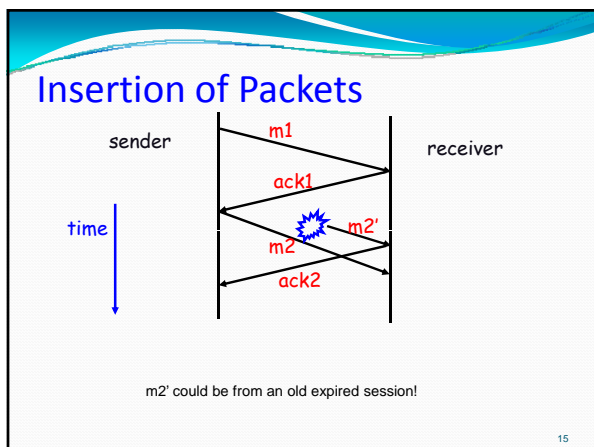 Insertion of Packets
sender
m1
receiver
ack1
time
m2'
m2
ack2
m2' could be from an old expired session!
15